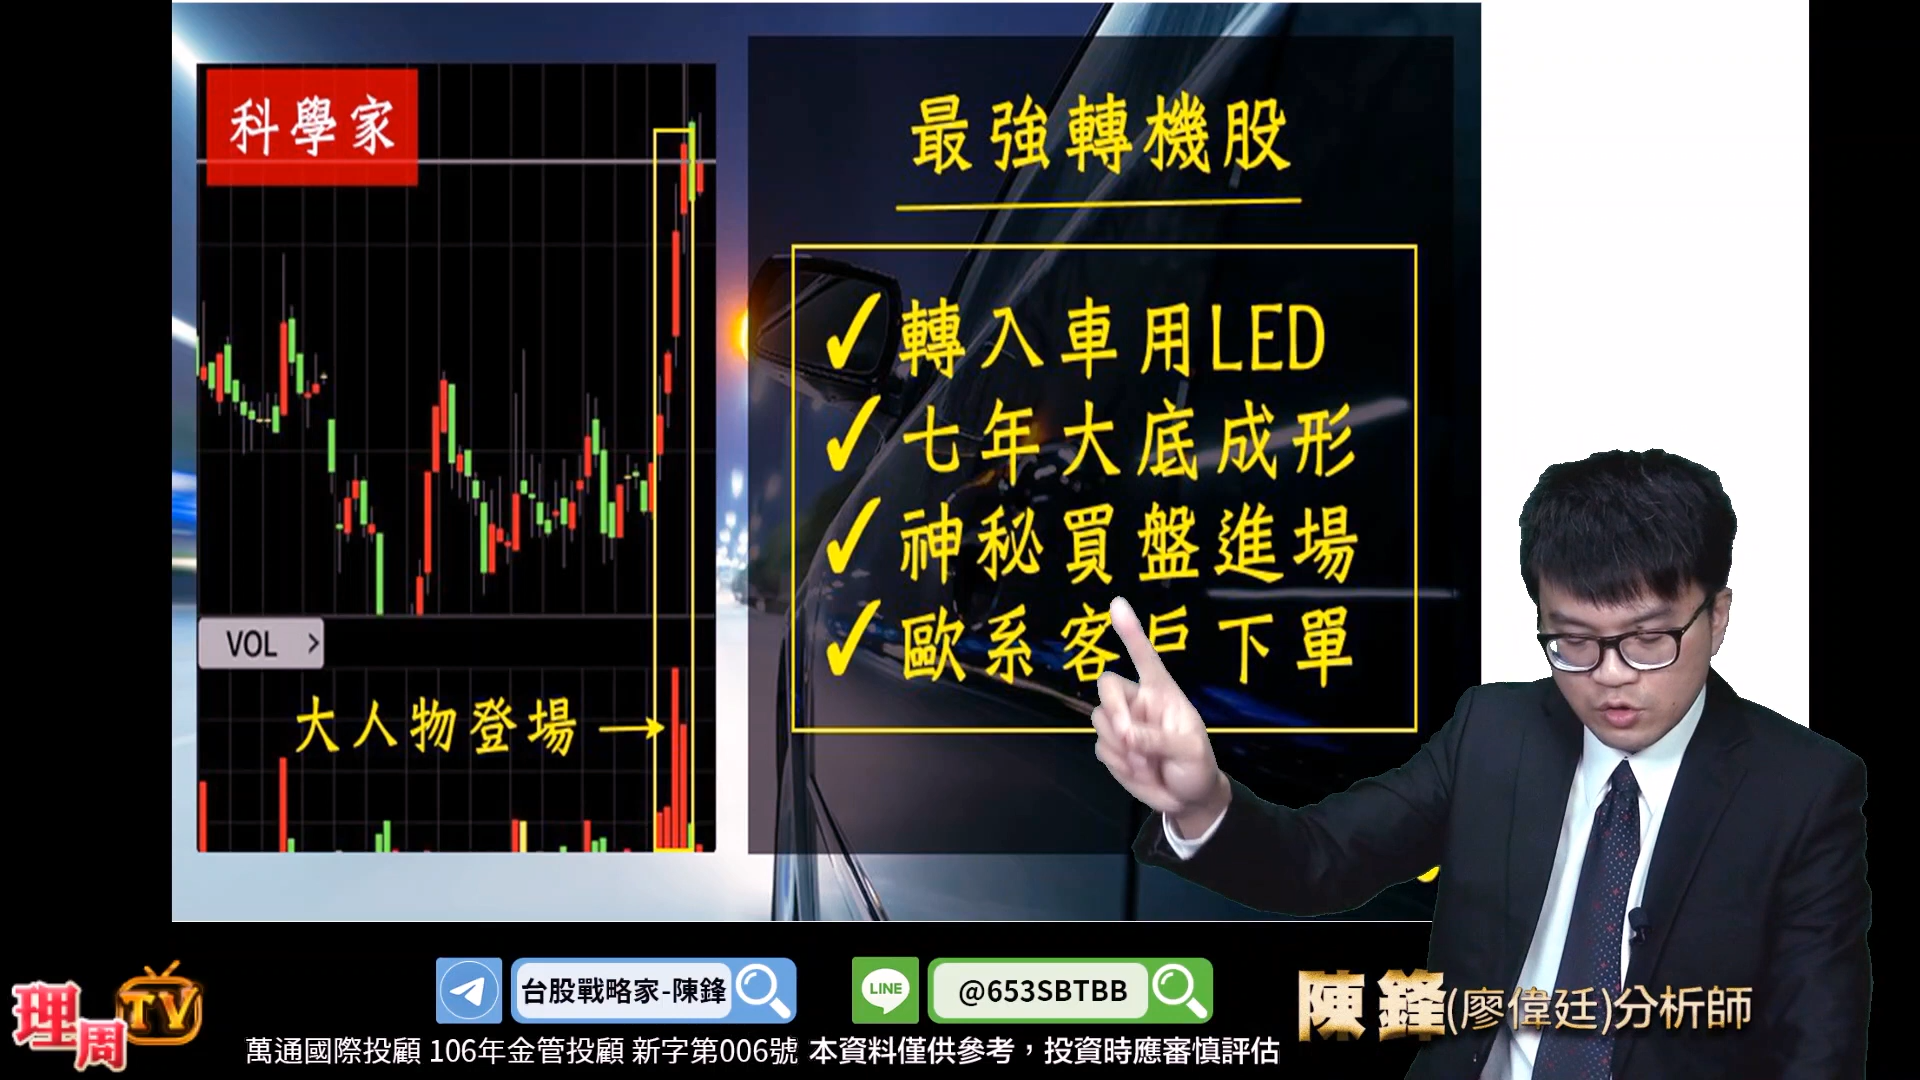 科學家
VOL >
大人物登場
最強轉機股
✓轉入車用LED
✓七年大底成形
✓神秘買盤進場
✓歐系客戶下單
理周TV
台股戰略家-陳鋒
LINE
@653SBTBB
陳鋒(廖偉廷)分析師
萬通國際投顧 106年金管投顧 新字第006號 本資料僅供參考，投資時應審慎評估